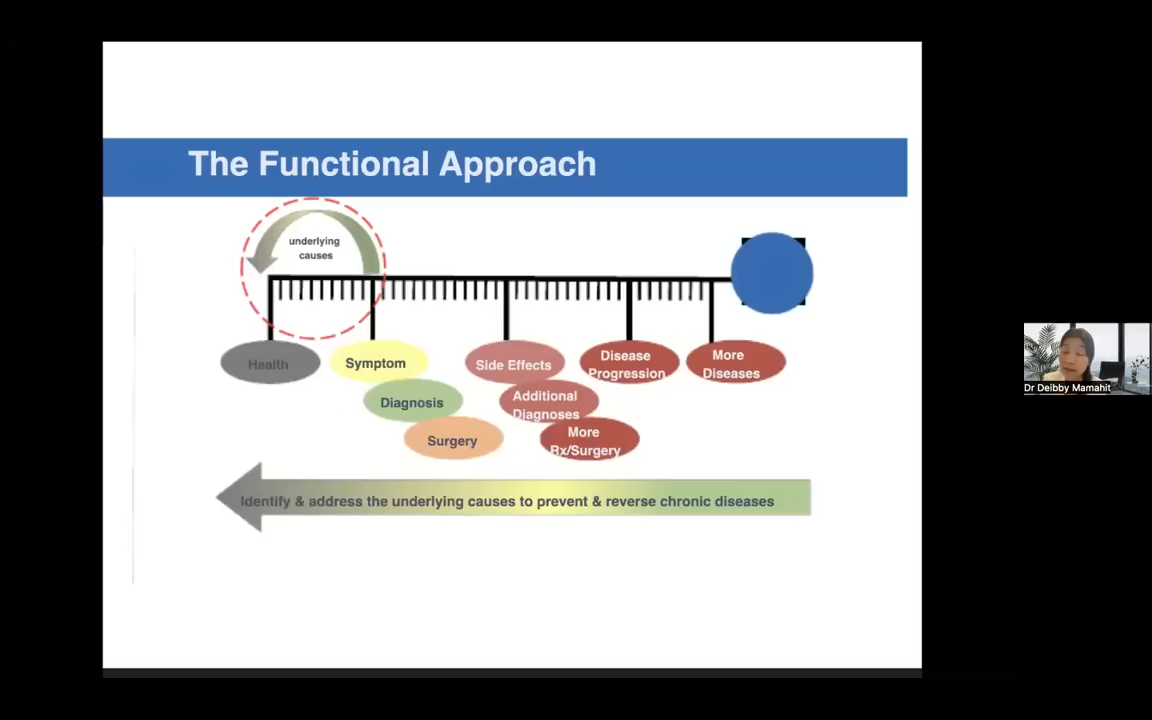 The Functional Approach
underlying
causes
Health
Symptom
Side Effects
Disease
Progression
More
Diseases
Diagnosis
Additional
Diagnoses
Surgery
More
Rx/Surgery
Identify & address the underlying causes to prevent & reverse chronic diseases
Dr Deibby Mamahit